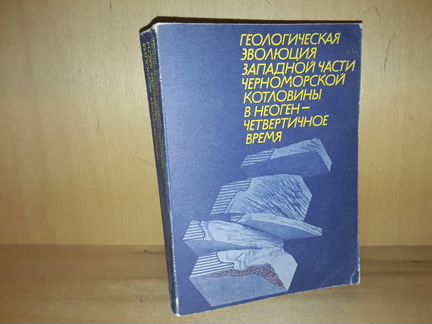 ГЕОЛОГИЧЕСКАЯ
ЭВОЛЮЦИЯ
ЗАПАДНОЙ ЧАСТИ
ЧЕРНОМОРСКОЙ
КОТЛОВИНЫ
В НЕОГЕН–
ЧЕТВЕРТИЧНОЕ
ВРЕМЯ